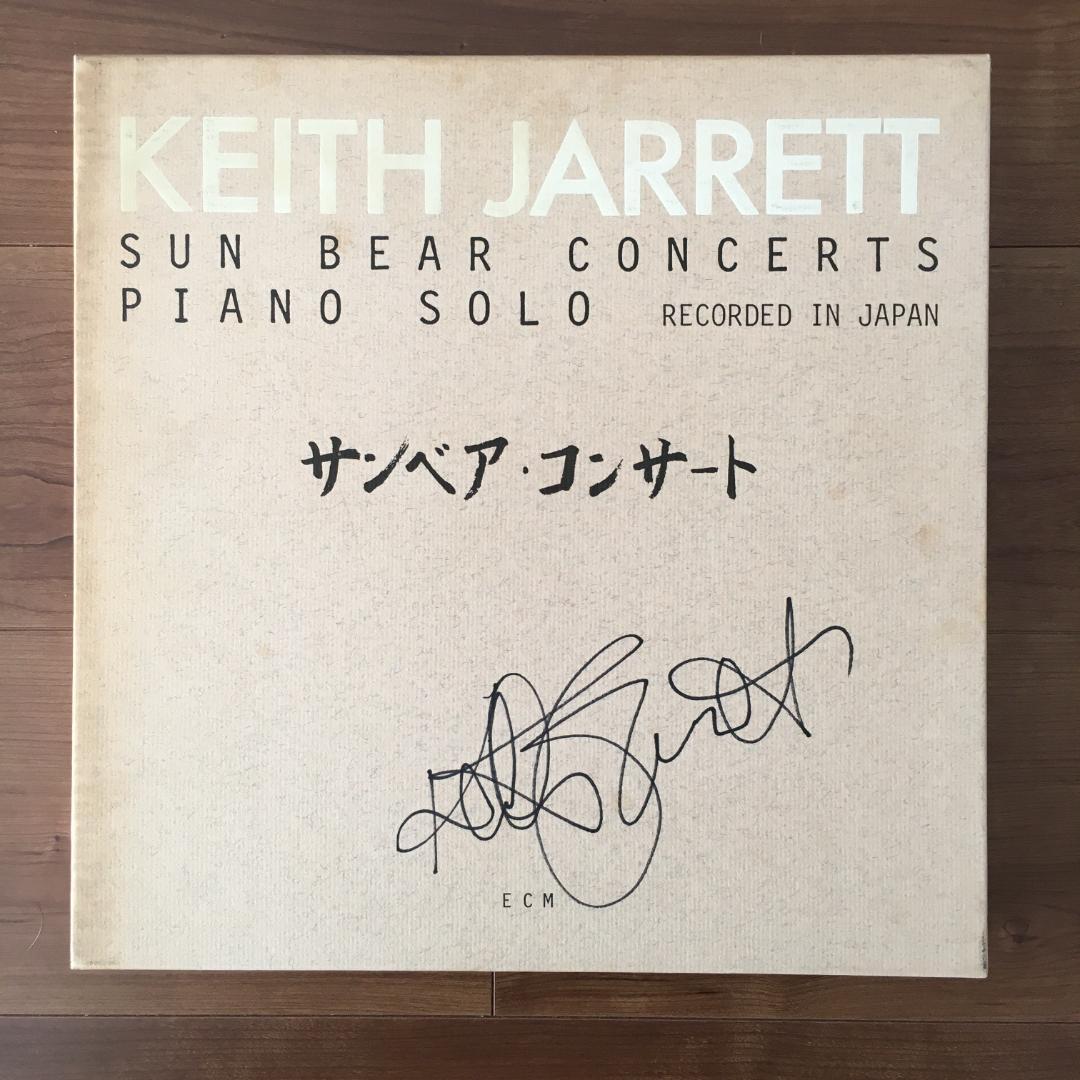 KEITH JARRETT
SUN BEAR CONCERTS
PIANO SOLO RECORDED IN JAPAN
サンベア・コンサート
ECM